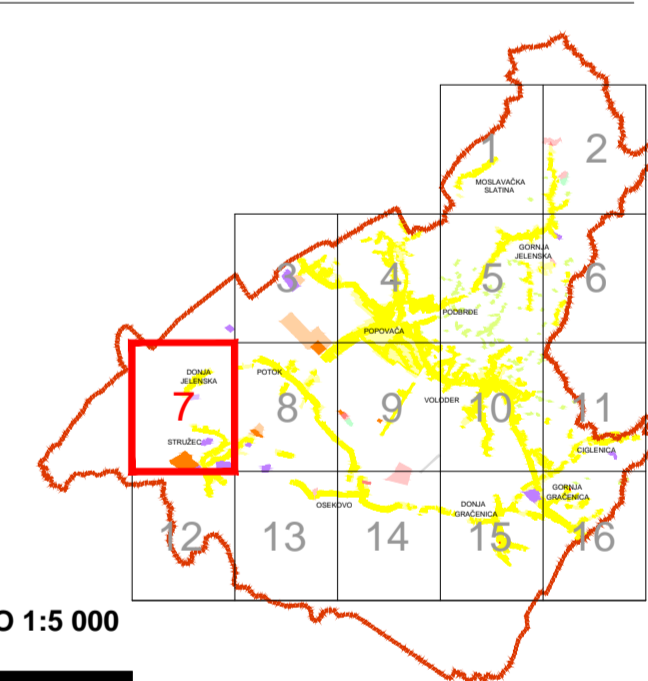 1
2
MOSLAVAČKA
SLATINA
3
4
5
6
GORNJA
JELENSKA
PODBRĐE
POPOVAČA
DONJA
JELENSKA
POTOK
7
8
9
10
11
VOLODER
STRUŽEC
CIGLENICA
GORNJA
GRAČENICA
OSEKOVO
DONJA
GRAČENICA
12
13
14
15
16
O 1:5 000